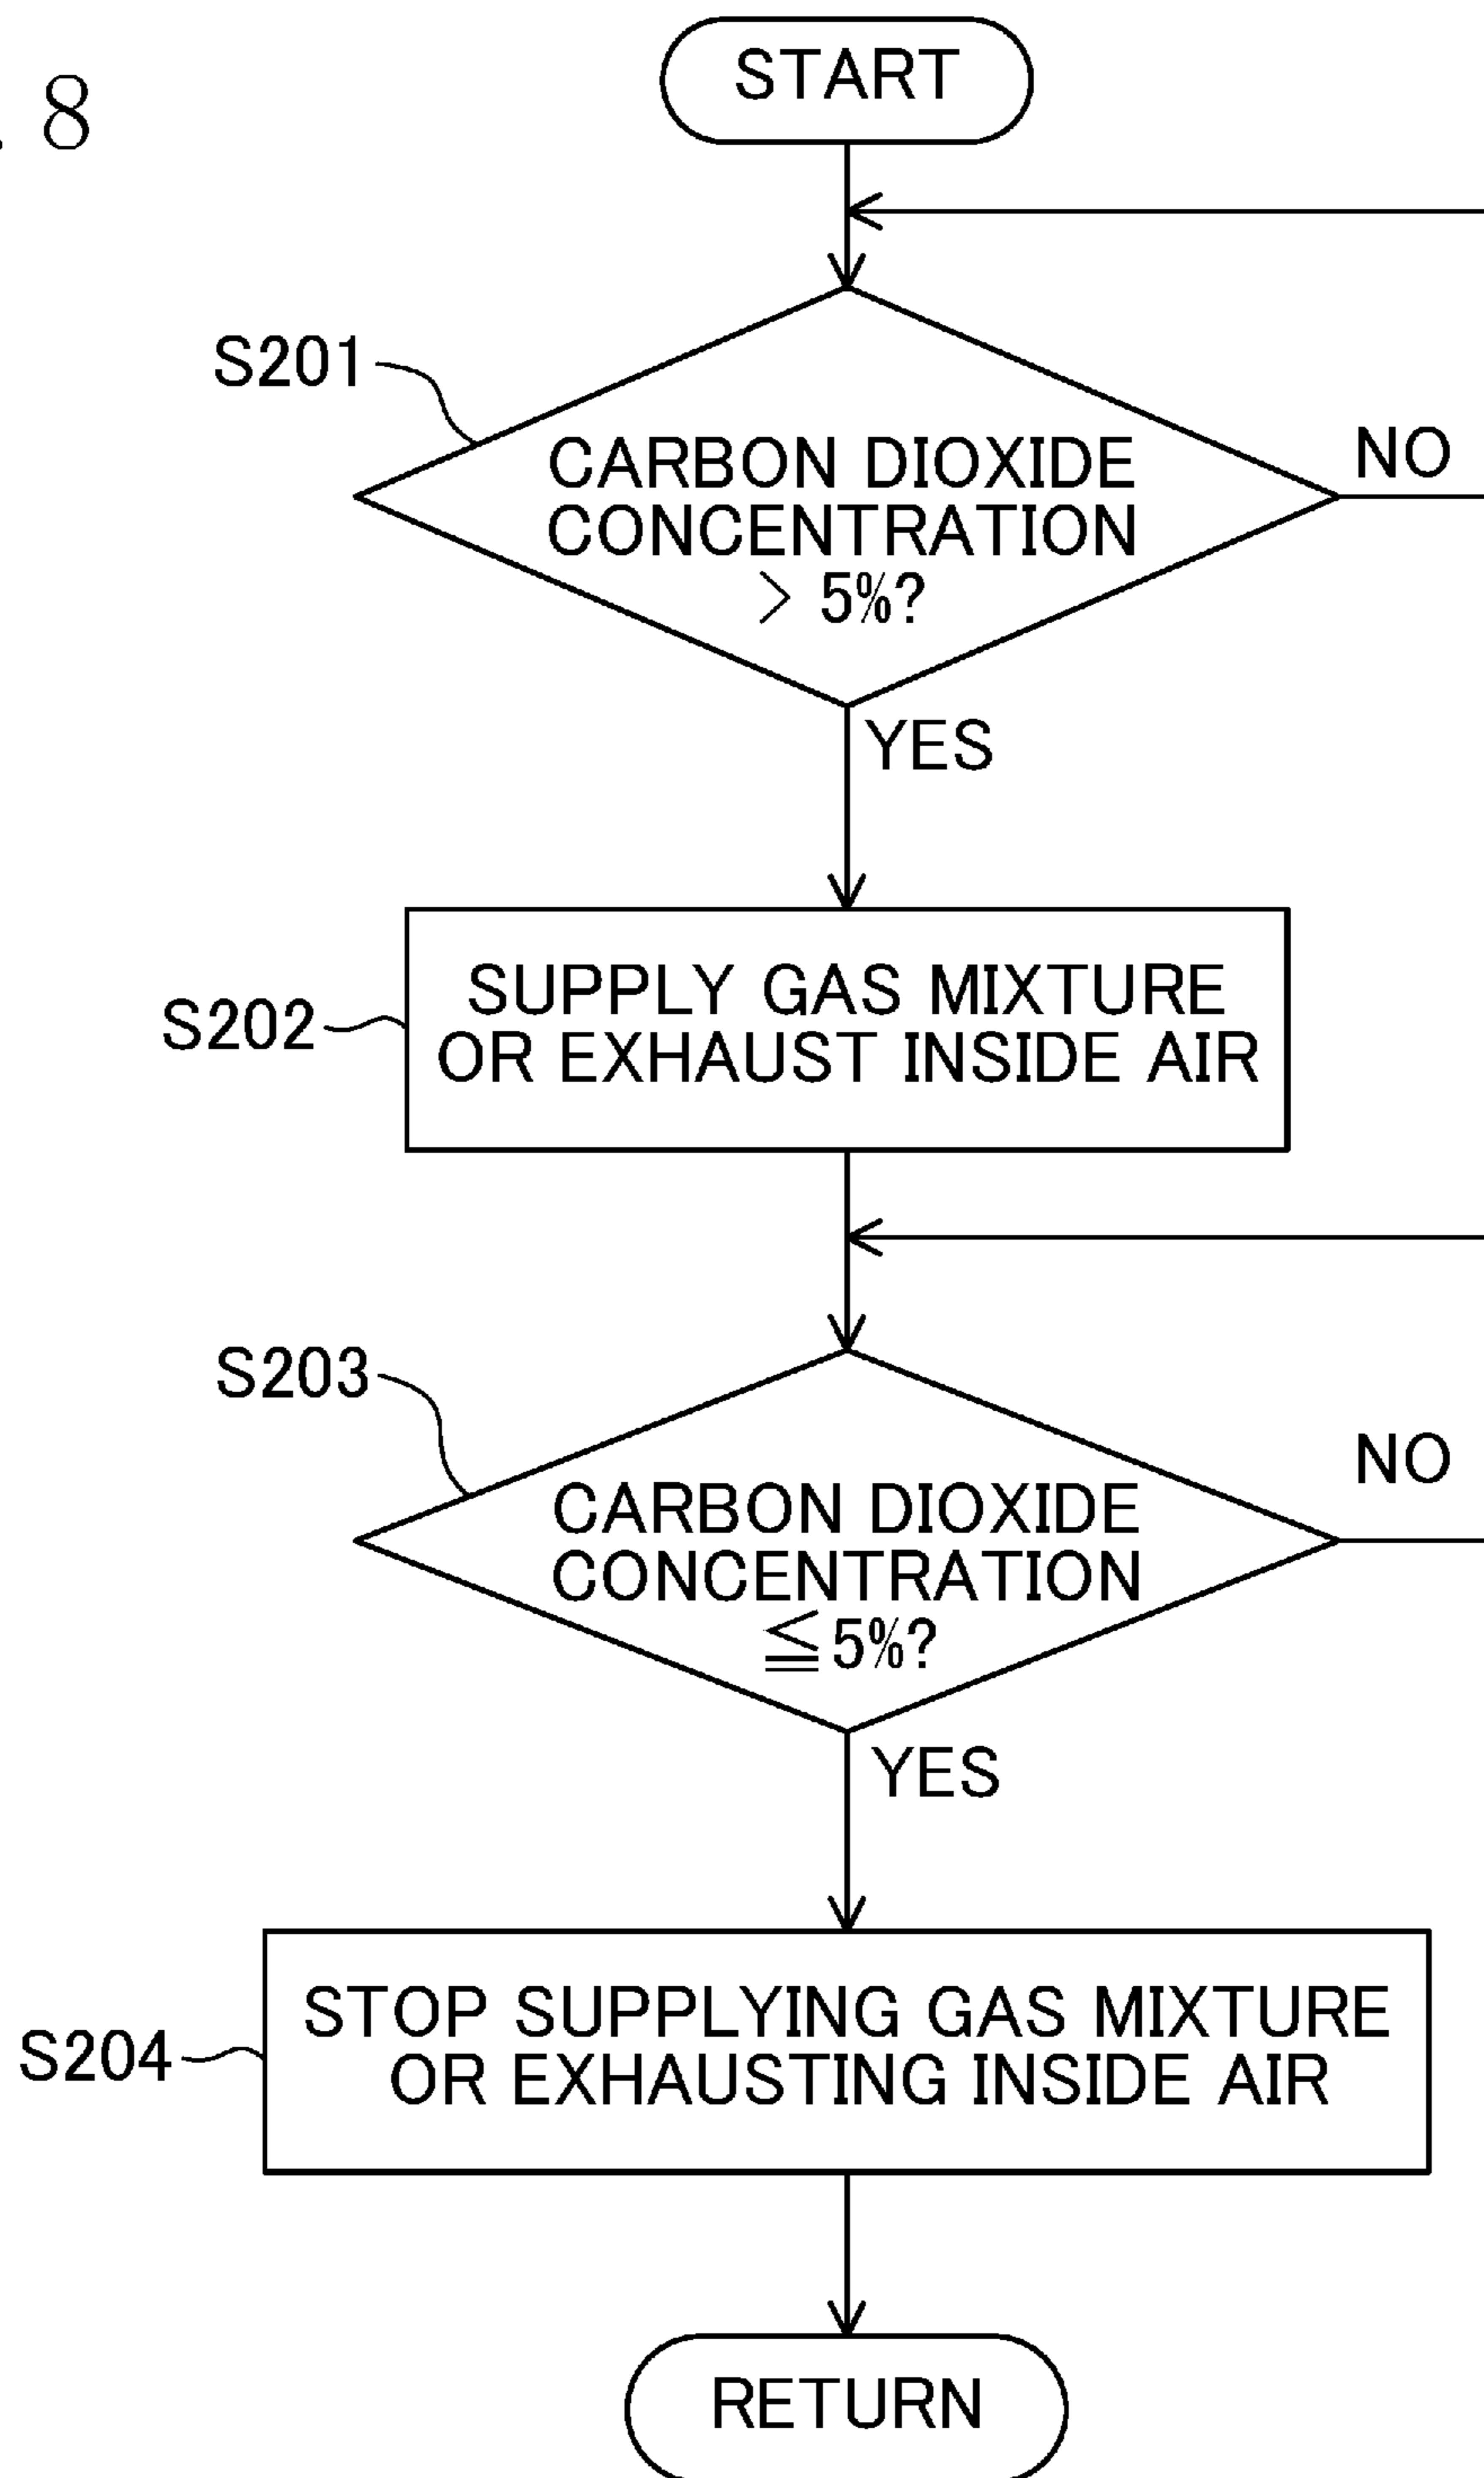 . 8
START
S201
CARBON DIOXIDE
CONCENTRATION
> 5%?
NO
YES
S202
SUPPLY GAS MIXTURE
OR EXHAUST INSIDE AIR
S203
CARBON DIOXIDE
CONCENTRATION
≦5%?
NO
YES
S204
STOP SUPPLYING GAS MIXTURE
OR EXHAUSTING INSIDE AIR
RETURN